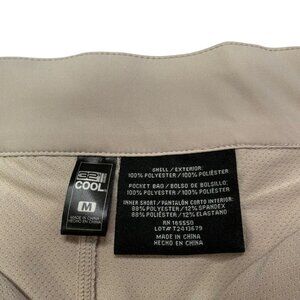 32
COOL
M
MADE IN CHINA
HECHO EN CHINA
SHELL / EXTERIOR:
100% POLYESTER / 100% POLIÉSTER
POCKET BAG / BOLSO DE BOLSILLO:
100% POLYESTER / 100% POLIÉSTER
INNER SHORT / PANTALÓN CORTO INTERIOR:
88% POLYESTER / 12% SPANDEX
88% POLIÉSTER / 12% ELASTANO
RN 165550
LOT# T2413679
MADE IN CHINA
HECHO EN CHINA